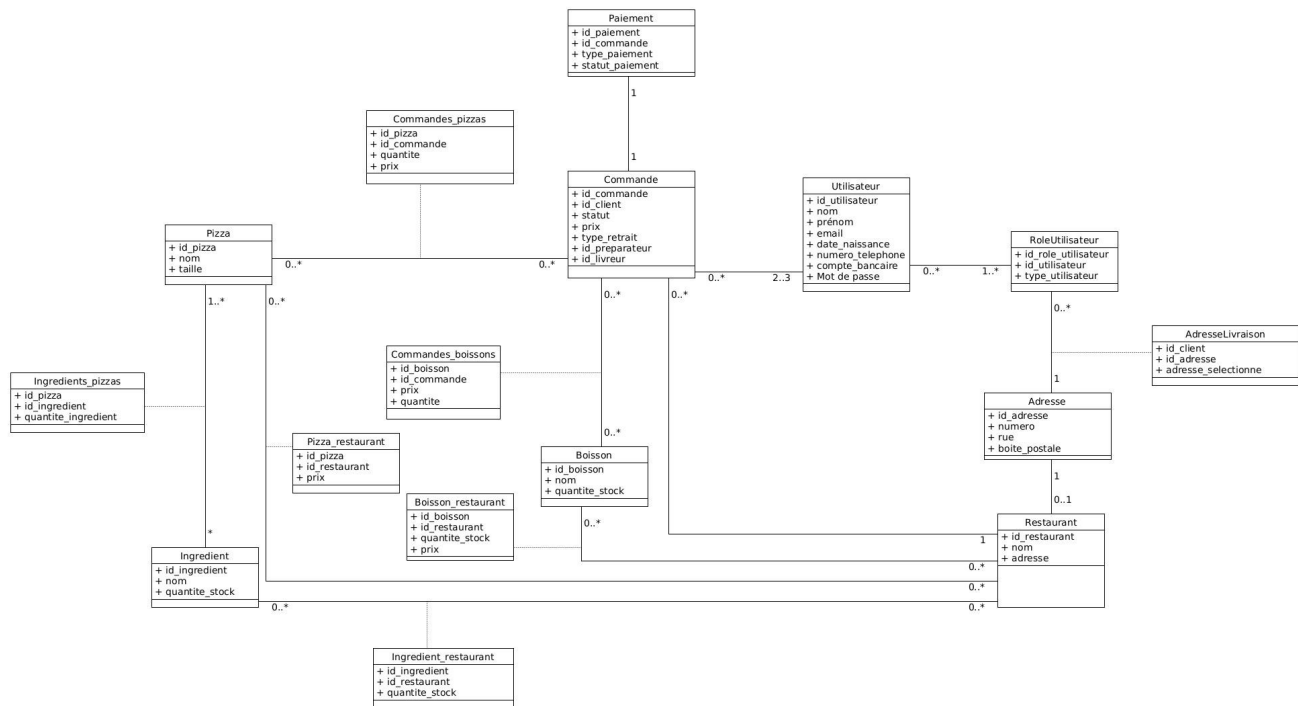 Paiement
+ id_paiement
+ id_commande
+ type_paiement
+ statut_paiement
1
1
Commandes_pizzas
+ id_pizza
+ id_commande
+ quantite
+ prix
Commande
+ id_commande
+ id_client
+ statut
+ prix
+ type_retrait
+ id_preparateur
+ id_livreur
Utilisateur
+ id_utilisateur
+ nom
+ prénom
+ email
+ date_naissance
+ numero_telephone
+ compte_bancaire
+ Mot de passe
RoleUtilisateur
+ id_role_utilisateur
+ id_utilisateur
+ type_utilisateur
Pizza
+ id_pizza
+ nom
+ taille
0..*
0..*
0..*
2..3
0..*
1..*
1..*
0..*
0..*
0..*
0..*
AdresseLivraison
+ id_client
+ id_adresse
+ adresse_selectionne
Commandes_boissons
+ id_boisson
+ id_commande
+ prix
+ quantite
Ingredients_pizzas
+ id_pizza
+ id_ingredient
+ quantite_ingredient
1
Adresse
+ id_adresse
+ numero
+ rue
+ boite_postale
Pizza_restaurant
+ id_pizza
+ id_restaurant
+ prix
0..*
Boisson
+ id_boisson
+ nom
+ quantite_stock
1
0..1
Boisson_restaurant
+ id_boisson
+ id_restaurant
+ quantite_stock
+ prix
0..*
Restaurant
+ id_restaurant
+ nom
+ adresse
*
1
Ingredient
+ id_ingredient
+ nom
+ quantite_stock
0..*
0..*
0..*
0..*
Ingredient_restaurant
+ id_ingredient
+ id_restaurant
+ quantite_stock